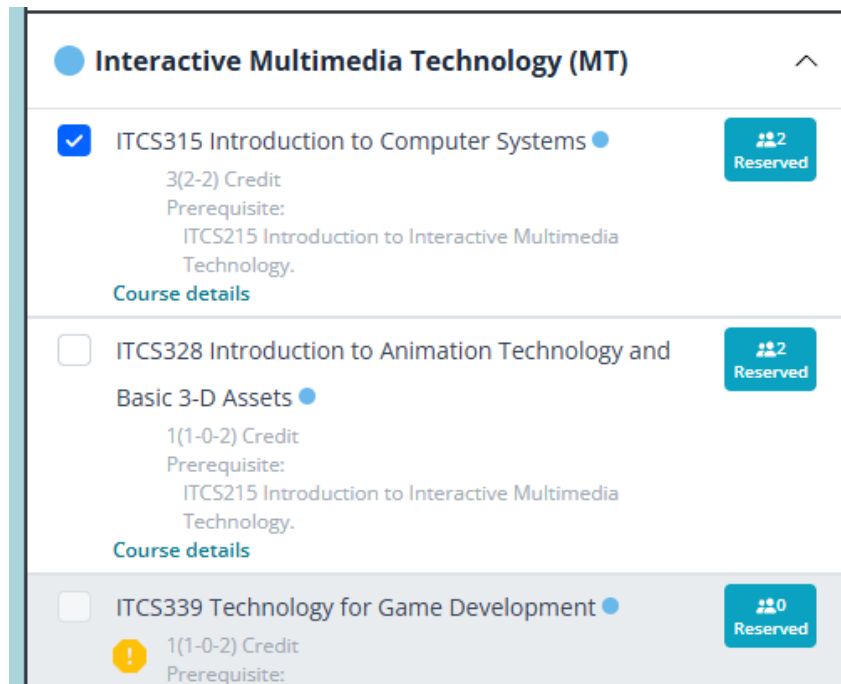 Interactive Multimedia Technology (MT)
ITCS315 Introduction to Computer Systems
2
Reserved
3(2-2) Credit
Prerequisite:
ITCS215 Introduction to Interactive Multimedia
Technology.
Course details
ITCS328 Introduction to Animation Technology and
Basic 3-D Assets
2
Reserved
1(1-0-2) Credit
Prerequisite:
ITCS215 Introduction to Interactive Multimedia
Technology.
Course details
ITCS339 Technology for Game Development
0
Reserved
1(1-0-2) Credit
Prerequisite: